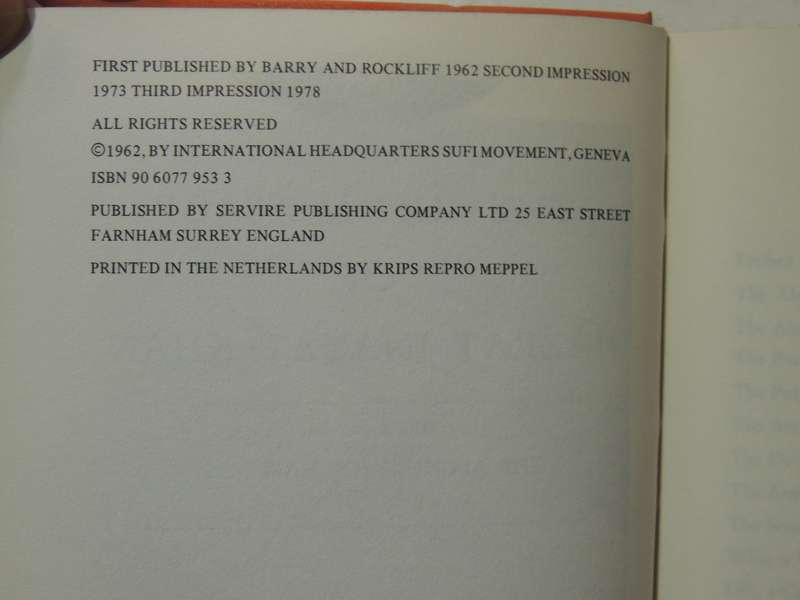 FIRST PUBLISHED BY BARRY AND ROCKLIFF 1962 SECOND IMPRESSION
1973 THIRD IMPRESSION 1978
ALL RIGHTS RESERVED
©1962, BY INTERNATIONAL HEADQUARTERS SUFI MOVEMENT, GENEVA
ISBN 90 6077 953 3
PUBLISHED BY SERVIRE PUBLISHING COMPANY LTD 25 EAST STREET
FARNHAM SURREY ENGLAND
PRINTED IN THE NETHERLANDS BY KRIPS REPRO MEPPEL